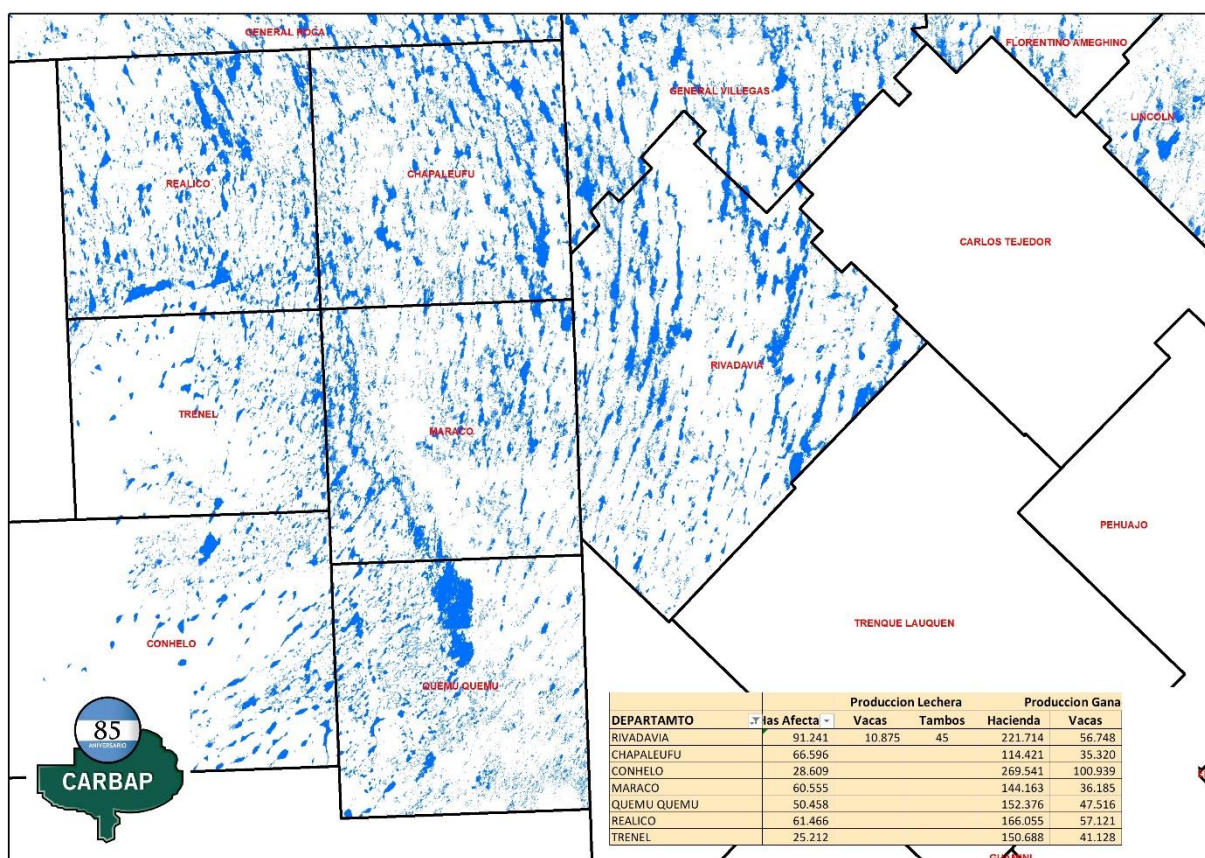 GENERAL ROCA
FLORENTINO AMEGHINO
GENERAL VILLEGAS
LINCOLN
REALICO
CHAPALEUFU
CARLOS TEJEDOR
RIVADAVIA
TRENEL
MARACO
PEHUAJO
TRENQUE LAUQUEN
CONHELO
QUEMU QUEMU
85
ANIVERSARIO
CARBAP
Produccion Lechera Produccion Gana
DEPARTAMTO Has Afecta Vacas Tambos Hacienda Vacas
RIVADAVIA 91.241 10.875 45 221.714 56.748
CHAPALEUFU 66.596 114.421 35.320
CONHELO 28.609 269.541 100.939
MARACO 60.555 144.163 36.185
QUEMU QUEMU 50.458 152.376 47.516
REALICO 61.466 166.055 57.121
TRENEL 25.212 150.688 41.128